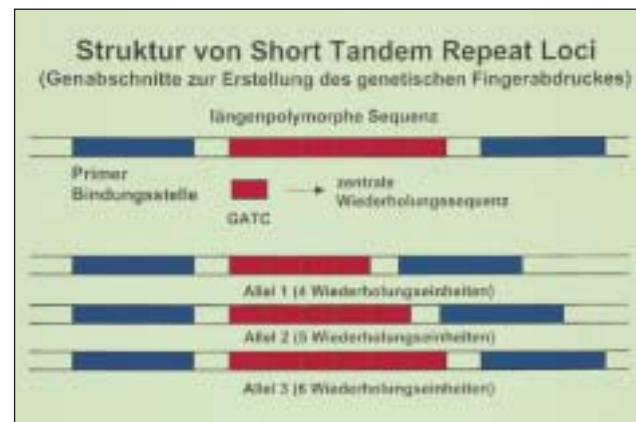 Struktur von Short Tandem Repeat Loci
(Genabschnitte zur Erstellung des genetischen Fingerabdruckes)
längenpolymorphe Sequenz
Primer
Bindungsstelle
GATC
zentrale
Wiederholungssequenz
Allel 1 (4 Wiederholungseinheiten)
Allel 2 (5 Wiederholungseinheiten)
Allel 3 (6 Wiederholungseinheiten)